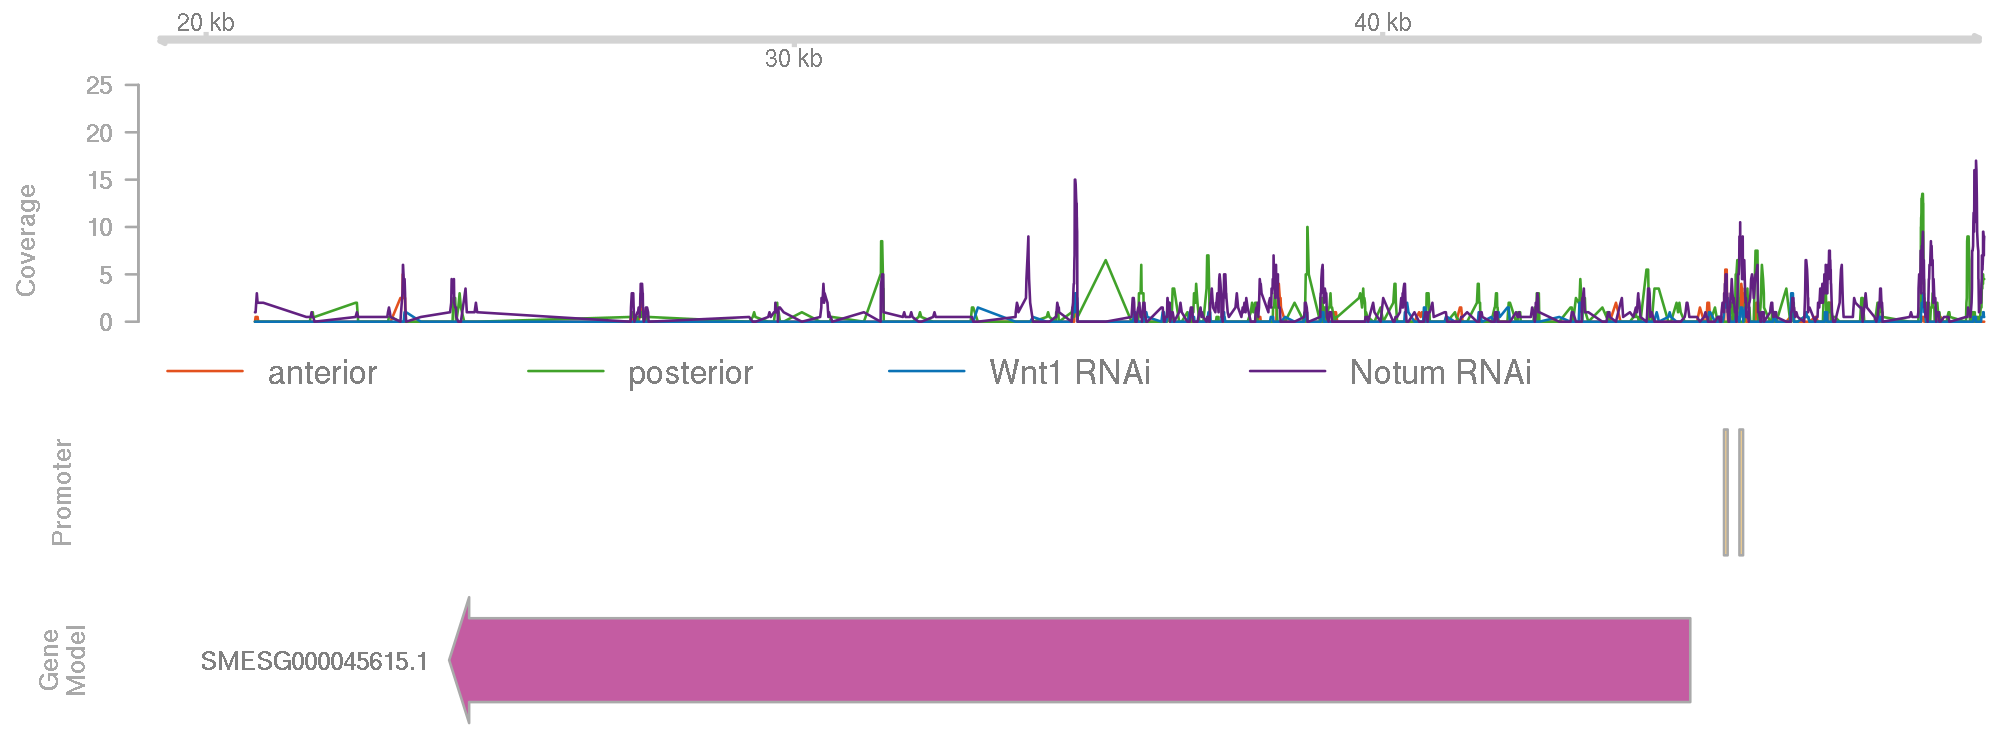 20 kb
40 kb
30 kb
25
20
15
10
5
0
Coverage
anterior posterior Wnt1 RNAi Notum RNAi
Promoter
Gene
Model
SMESG000045615.1